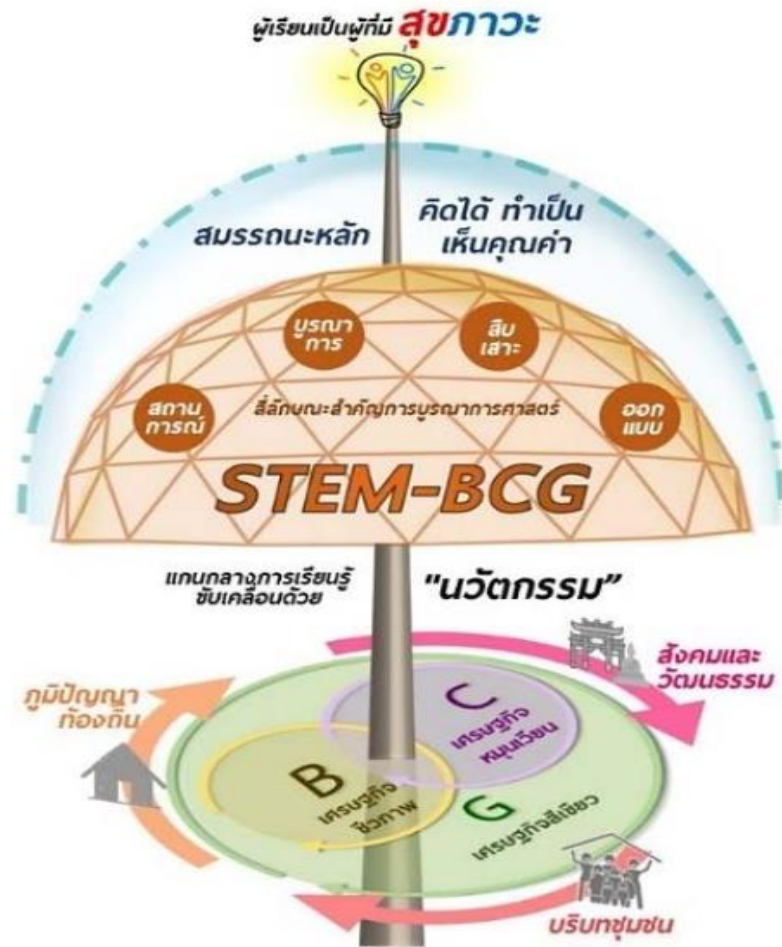 ผู้เรียนเป็นผู้ที่มี สุขภาวะ
สมรรถนะหลัก
คิดได้ ทำเป็น
เห็นคุณค่า
บูรณา
การ
สืบ
เสาะ
สถาน
การณ์
สี่ลักษณะสำคัญการบูรณาการศาสตร์
ออก
แบบ
STEM-BCG
แกนกลางการเรียนรู้
ขับเคลื่อนด้วย
"นวัตกรรม"
สังคมและ
วัฒนธรรม
ภูมิปัญญา
ท้องถิ่น
C
เศรษฐกิจ
หมุนเวียน
B
เศรษฐกิจ
ชีวภาพ
G
เศรษฐกิจสีเขียว
บริบทชุมชน